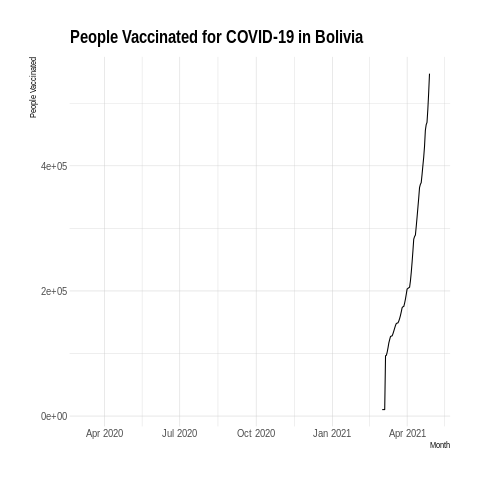 People Vaccinated for COVID-19 in Bolivia
People Vaccinated
4e+05
2e+05
0e+00
Apr 2020 Jul 2020 Oct 2020 Jan 2021 Apr 2021
Month